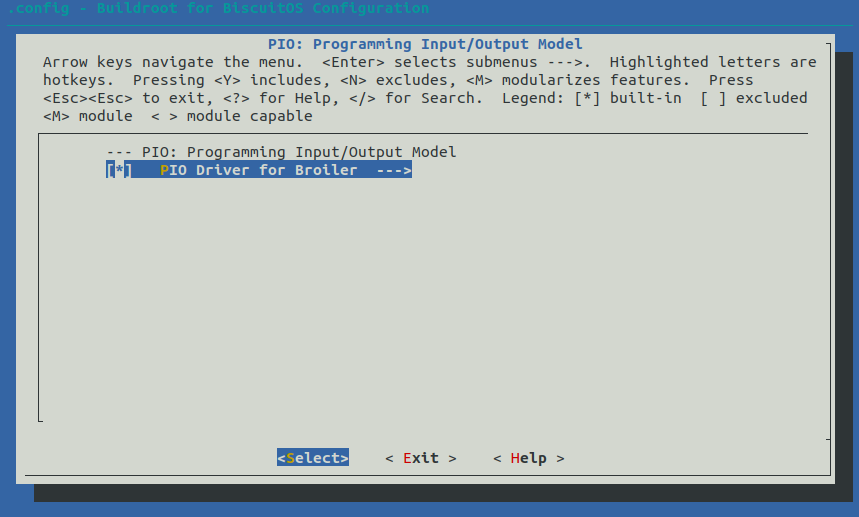 .config - Buildroot for BiscuitOS Configuration
PIO: Programming Input/Output Model
Arrow keys navigate the menu.  <Enter> selects submenus --->.  Highlighted letters are
hotkeys.  Pressing <Y> includes, <N> excludes, <M> modularizes features.  Press
<Esc><Esc> to exit, <?> for Help, </> for Search.  Legend: [*] built-in  [ ] excluded
<M> module  < > module capable
--- PIO: Programming Input/Output Model
[*]   PIO Driver for Broiler  --->
<Select>    < Exit >    < Help >